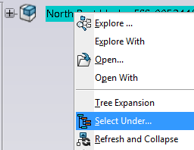 North
Explore ...
Explore With
Open...
Open With
Tree Expansion
Select Under...
Refresh and Collapse